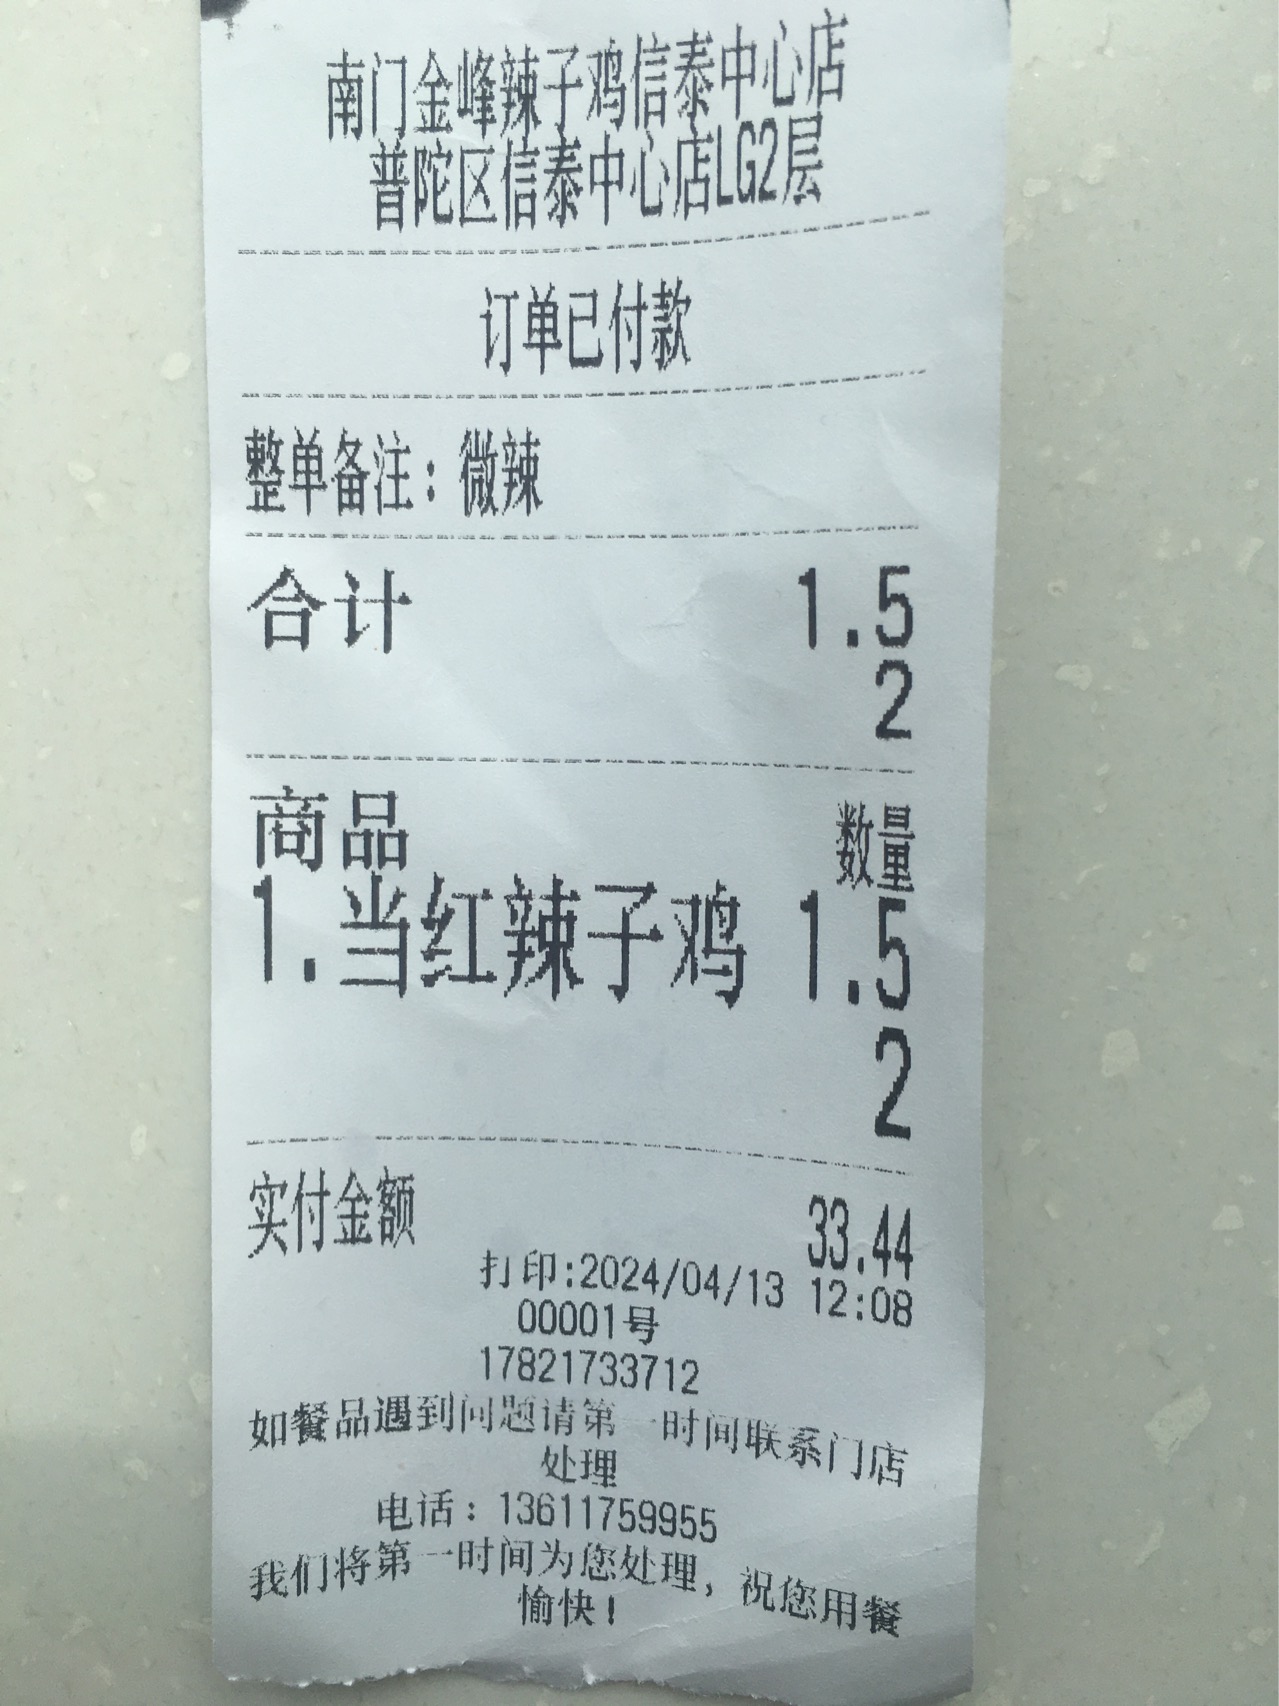 南门金峰辣子鸡信泰中心店
普陀区信泰中心店LG2层
订单已付款
整单备注：微辣
合计 1.5
2
商品 数量
1.当红辣子鸡 1.5
2
实付金额 33.44
打印:2024/04/13 12:08
00001号
17821733712
如餐品遇到问题请第一时间联系门店
处理
电话：13611759955
我们将第一时间为您处理，祝您用餐
愉快！